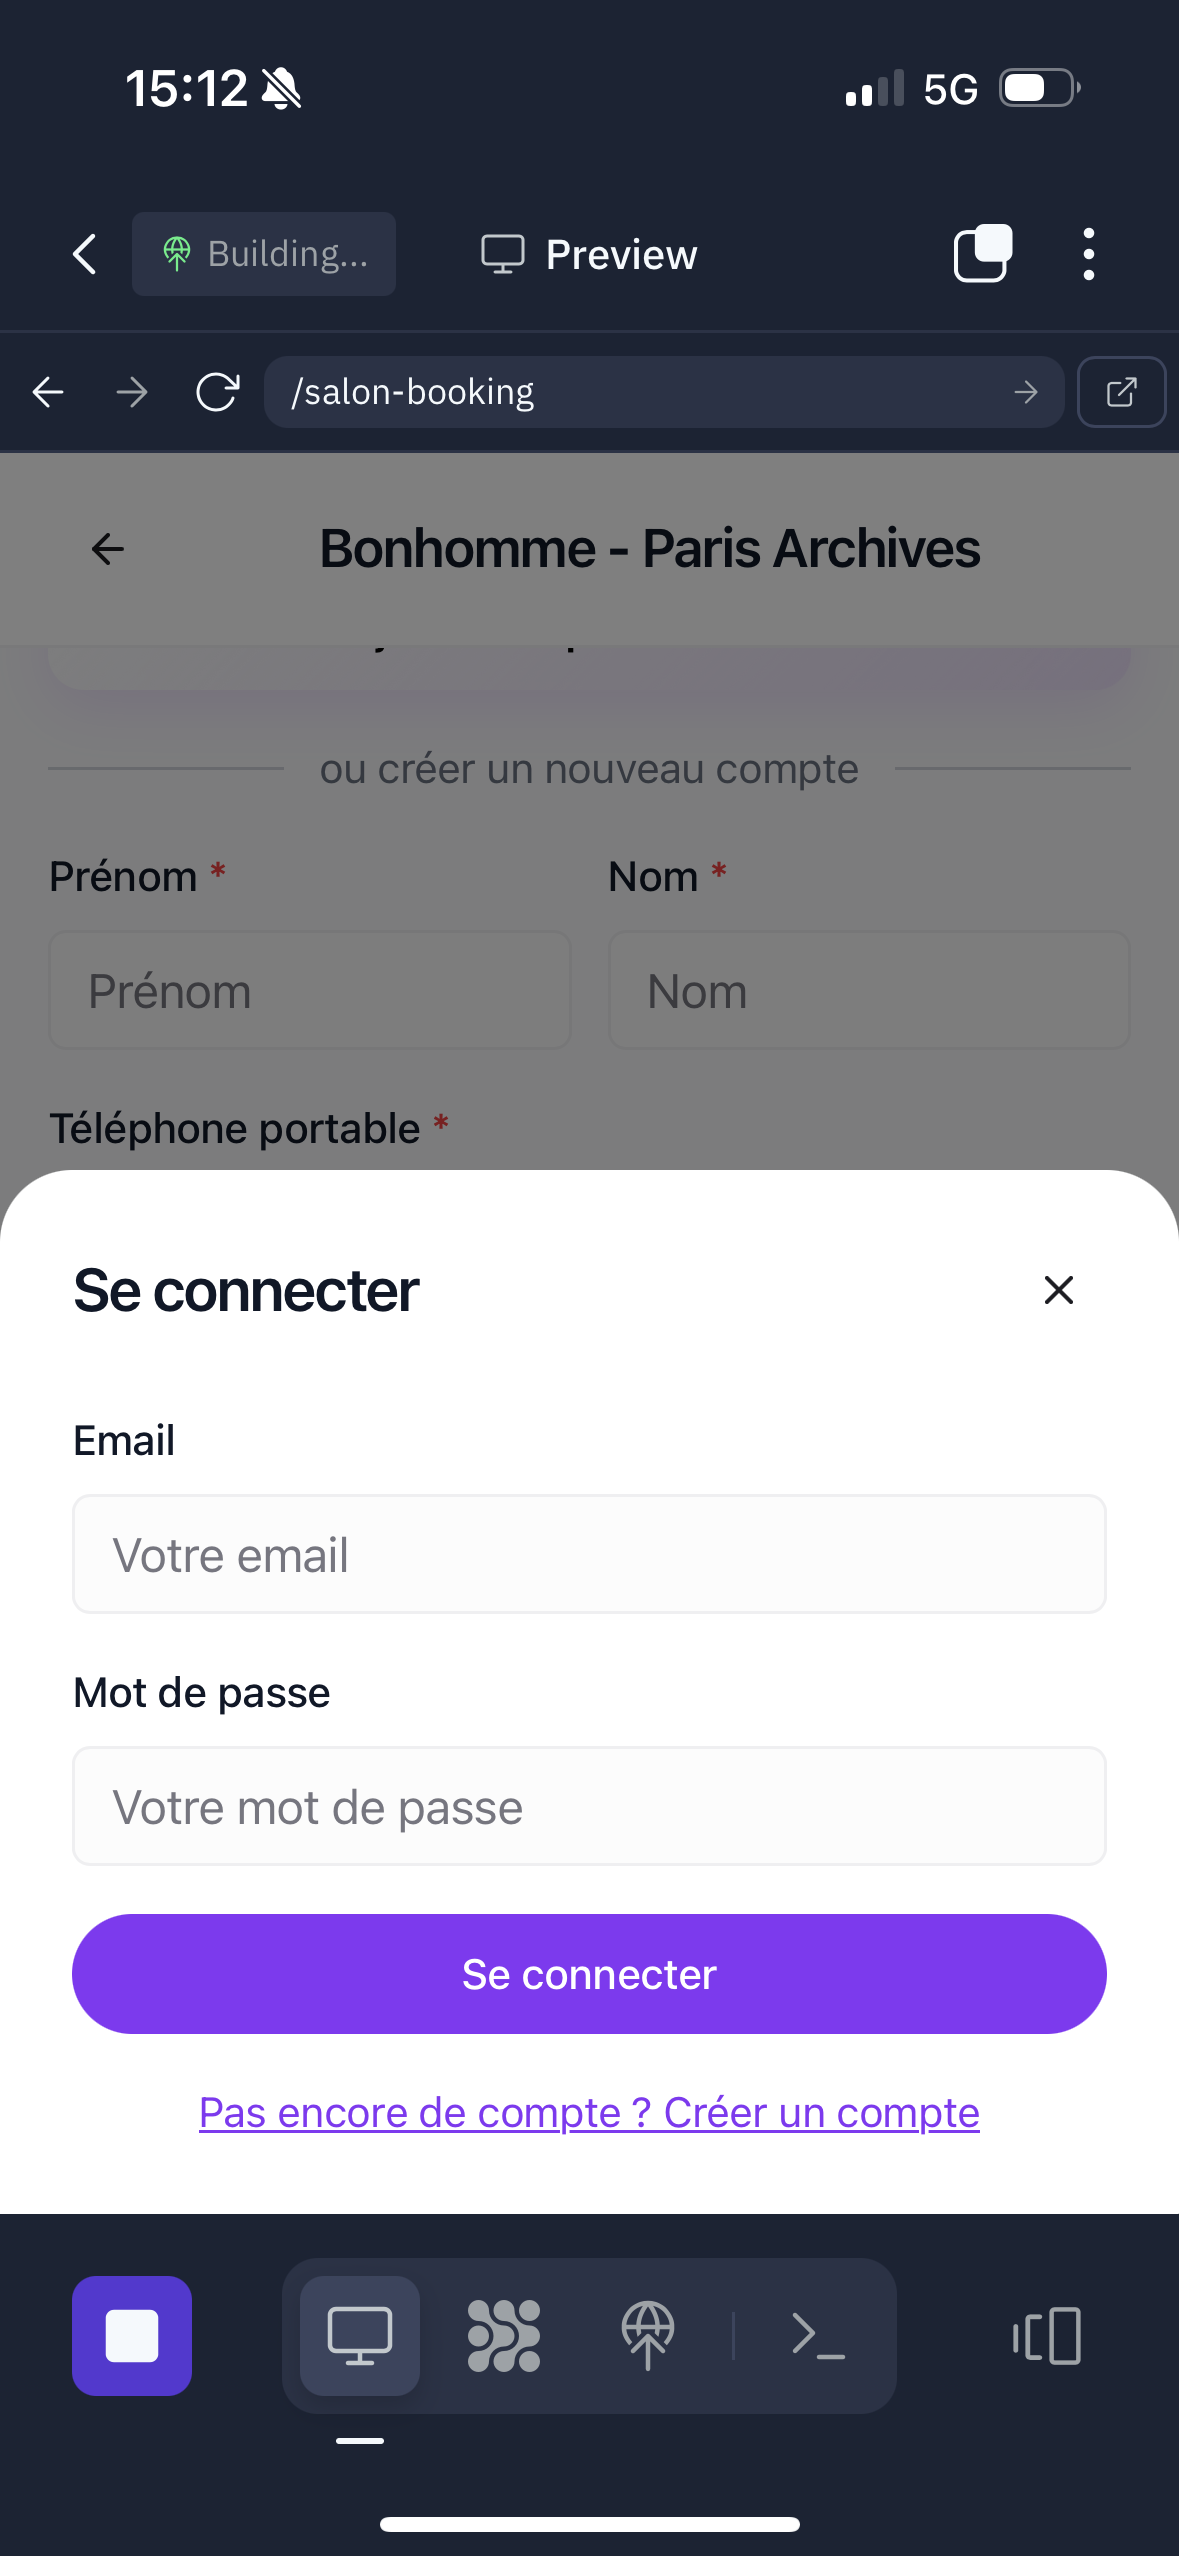 15:12
5G
Building...
Preview
/salon-booking
Bonhomme - Paris Archives
ou créer un nouveau compte
Prénom *
Nom *
Prénom
Nom
Téléphone portable *
Se connecter
Email
Votre email
Mot de passe
Votre mot de passe
Se connecter
Pas encore de compte ? Créer un compte